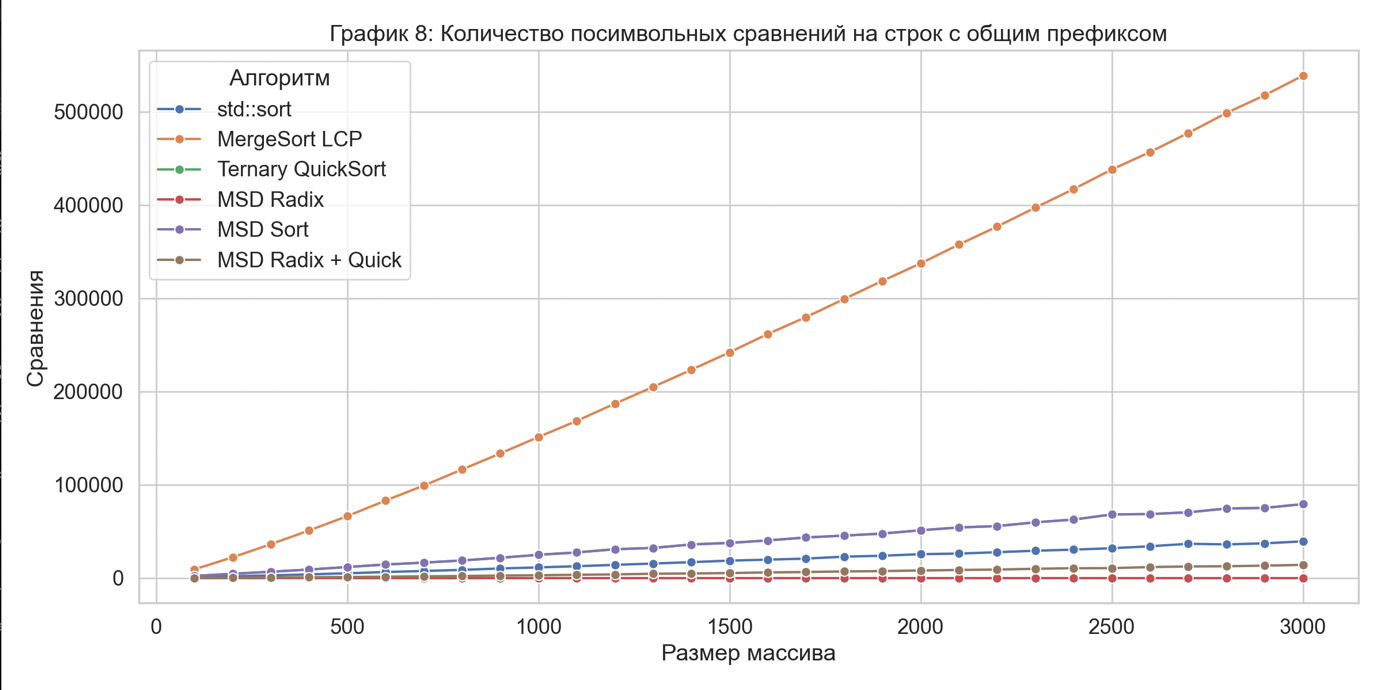 График 8: Количество посимвольных сравнений на строк с общим префиксом
Алгоритм
std::sort
MergeSort LCP
Ternary QuickSort
MSD Radix
MSD Sort
MSD Radix + Quick
Сравнения
500000
400000
300000
200000
100000
0
0 500 1000 1500 2000 2500 3000
Размер массива